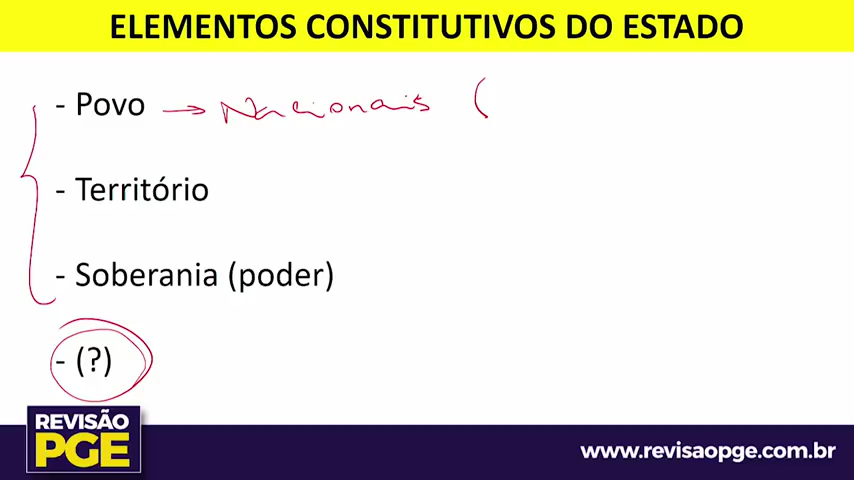 ELEMENTOS CONSTITUTIVOS DO ESTADO
- Povo → Nacionais (
- Território
- Soberania (poder)
- (?)
REVISÃO
PGE
www.revisaopge.com.br